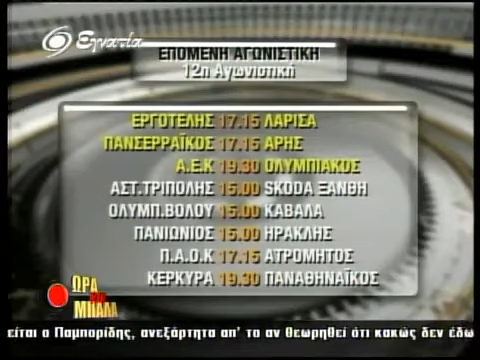 Εγνατία
ΕΠΟΜΕΝΗ ΑΓΩΝΙΣΤΙΚΗ
12η Αγωνιστική
ΕΡΓΟΤΕΛΗΣ 17.15 ΛΑΡΙΣΑ
ΠΑΝΣΕΡΡΑΪΚΟΣ 17.15 ΑΡΗΣ
Α.Ε.Κ 19.30 ΟΛΥΜΠΙΑΚΟΣ
ΑΣΤ.ΤΡΙΠΟΛΗΣ 15.00 SKODA ΞΑΝΘΗ
ΟΛΥΜΠ.ΒΟΛΟΥ 15.00 ΚΑΒΑΛΑ
ΠΑΝΙΩΝΙΟΣ 15.00 ΗΡΑΚΛΗΣ
Π.Α.Ο.Κ 17.15 ΑΤΡΟΜΗΤΟΣ
ΚΕΡΚΥΡΑ 19.30 ΠΑΝΑΘΗΝΑΪΚΟΣ
ΩΡΑ
για
ΜΠΑΛΑ
είται ο Παμπορίδης, ανεξάρτητα απ' το αν θεωρηθεί ότι κακώς δεν έδω